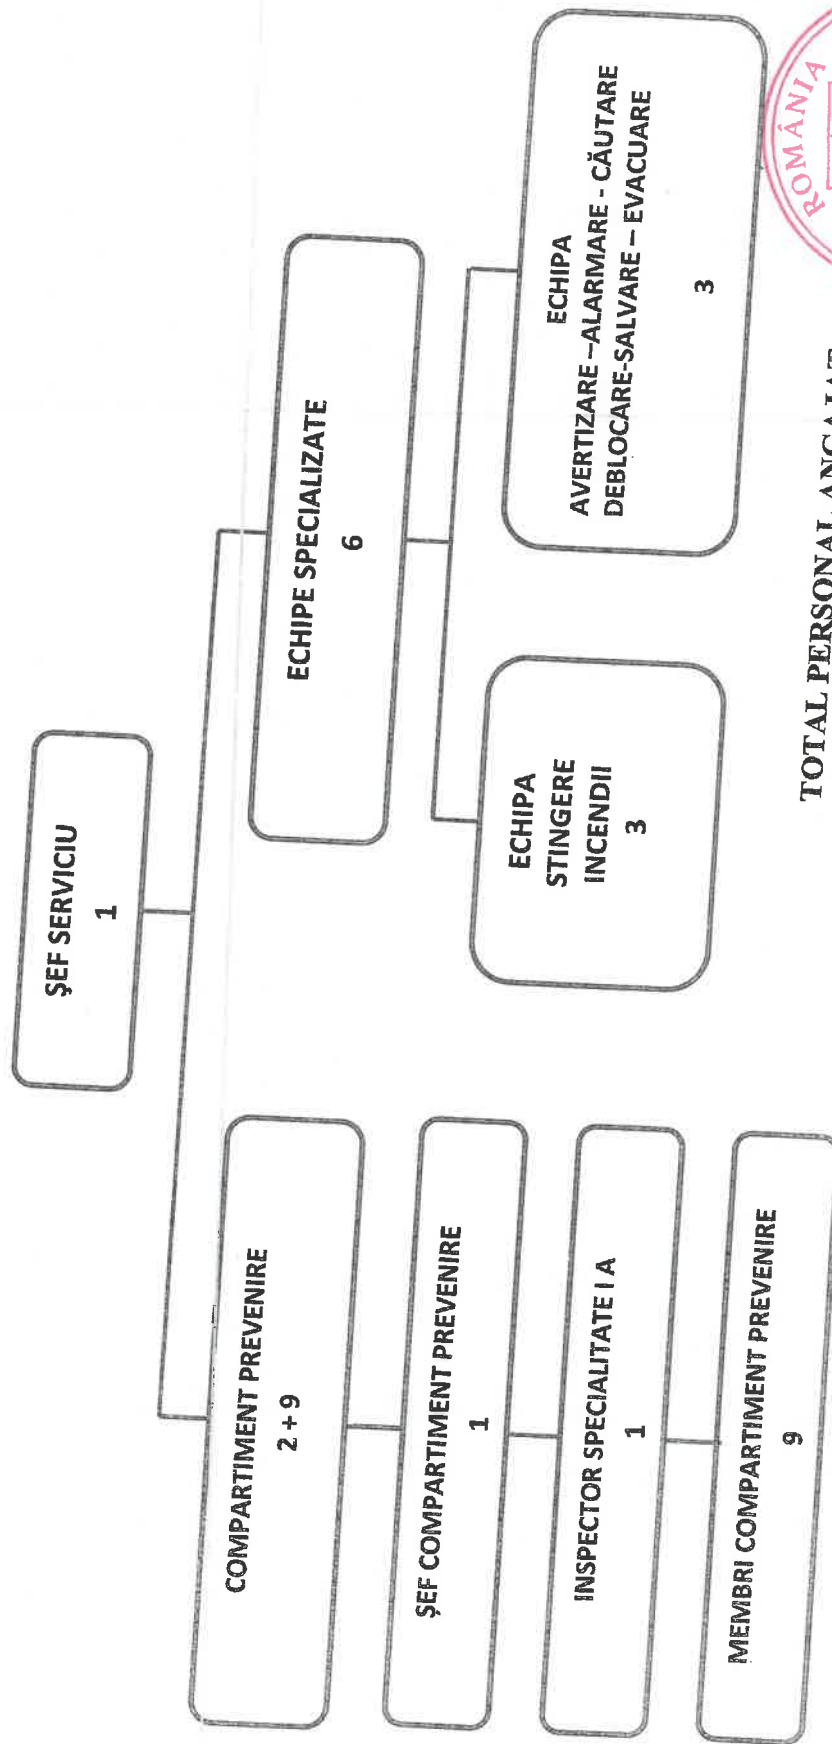 ŞEF SERVICIU
1
COMPARTIMENT PREVENIRE
2 + 9
ŞEF COMPARTIMENT PREVENIRE
1
INSPECTOR SPECIALITATE I A
1
MEMBRI COMPARTIMENT PREVENIRE
9
ECHIPE SPECIALIZATE
6
ECHIPA
STINGERE
INCENDII
3
ECHIPA
AVERTIZARE –ALARMARE - CĂUTARE
DEBLOCARE-SALVARE – EVACUARE
3
TOTAL PERSONAL ANGAJAT
ROMÂNIA